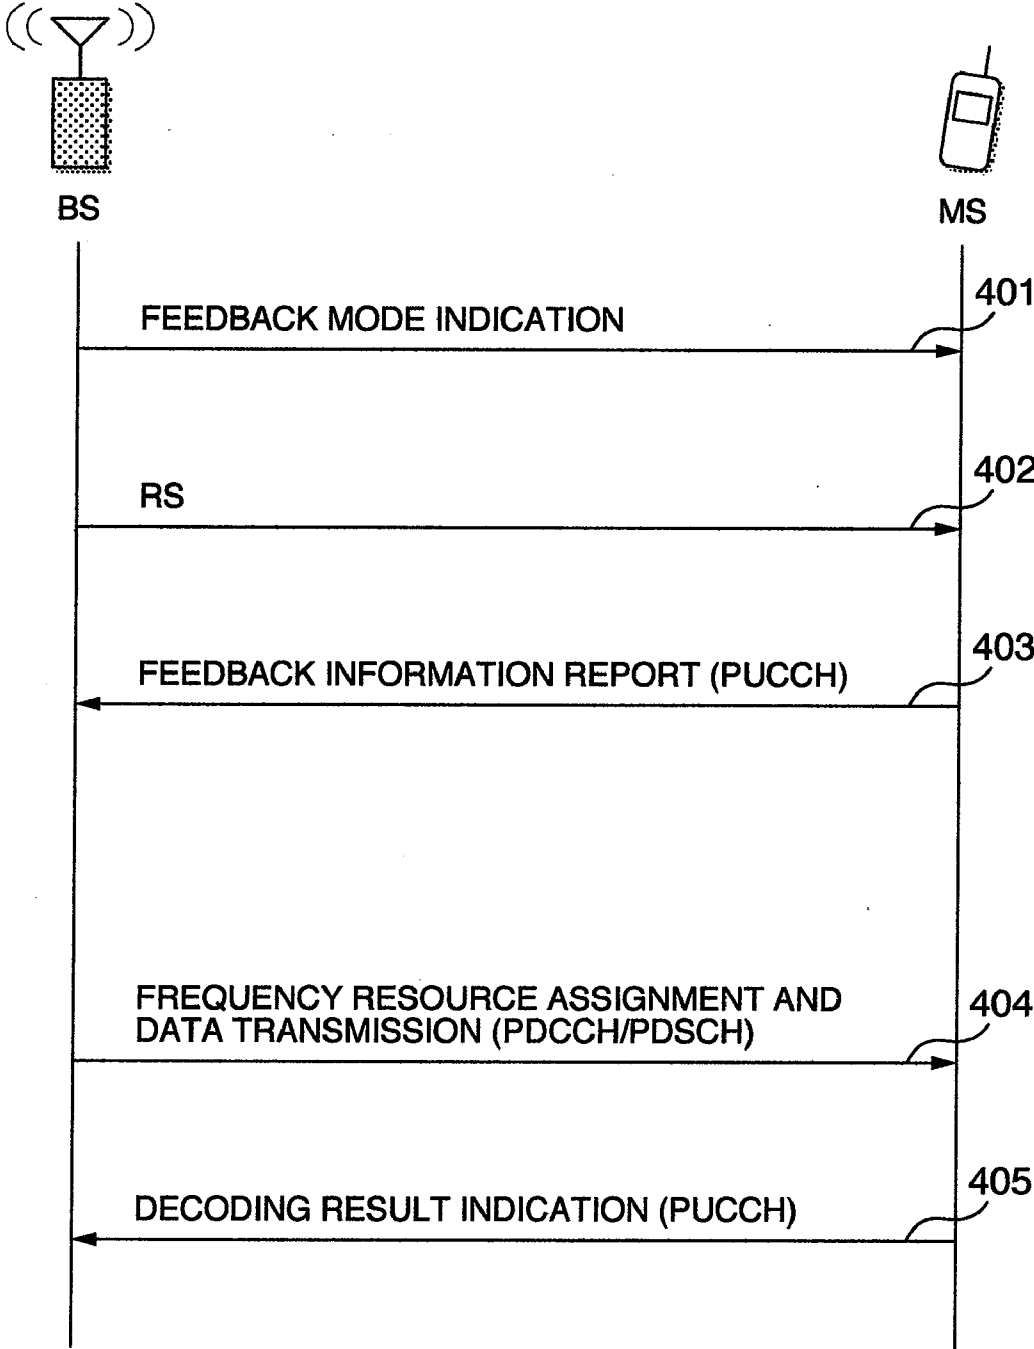 BS
MS
401
FEEDBACK MODE INDICATION
402
RS
403
FEEDBACK INFORMATION REPORT (PUCCH)
FREQUENCY RESOURCE ASSIGNMENT AND
404
DATA TRANSMISSION (PDCCH/PDSCH)
405
DECODING RESULT INDICATION (PUCCH)